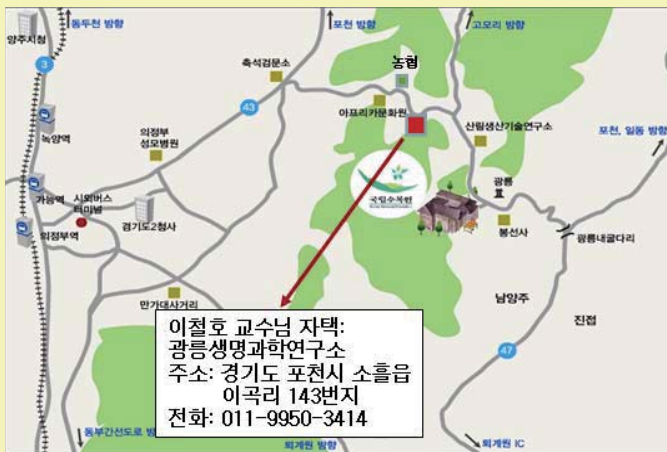 동두천 방향
포천 방향
고모리 방향
양주시청
3
축석검문소
농협
43
아프리카문화원
녹양역
의정부
성모병원
산림생산기술연구소
포천, 일동 방향
국립수목원
광릉
가능역
시외버스
터미널
경기도2청사
의정부역
봉선사
광릉내굴다리
남양주
만가대사거리
진접
이철호 교수님 자택:
광릉생명과학연구소
주소: 경기도 포천시 소흘읍
이곡리 143번지
전화: 011-9950-3414
47
동부간선도로 방
퇴계원 방향
퇴계원 IC